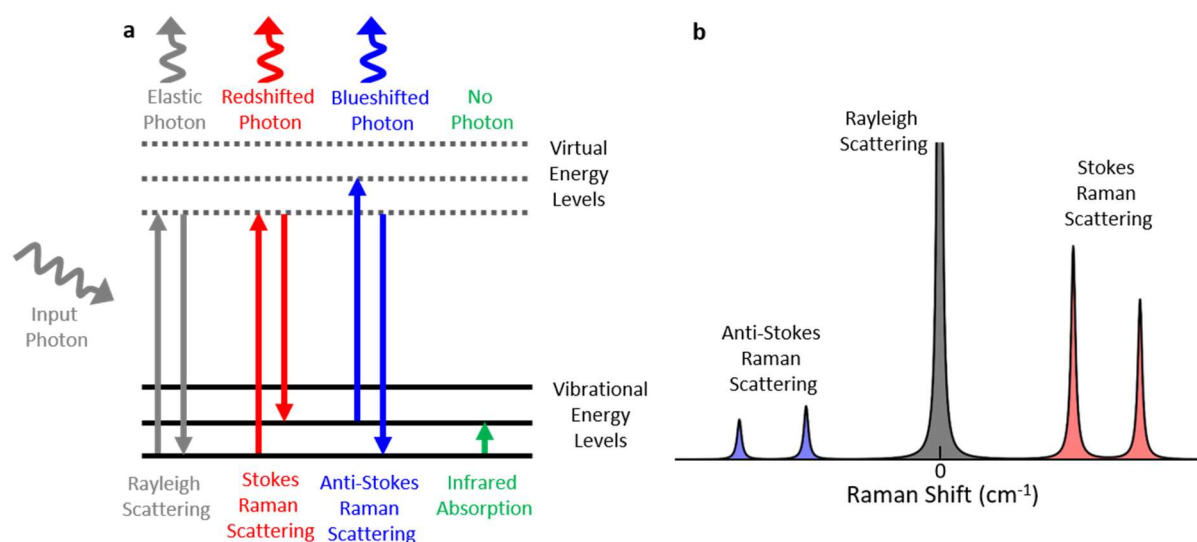 a
Elastic
Photon
Redshifted
Photon
Blueshifted
Photon
No
Photon
Virtual
Energy
Levels
Input
Photon
Vibrational
Energy
Levels
Rayleigh
Scattering
Stokes
Raman
Scattering
Anti-Stokes
Raman
Scattering
Infrared
Absorption
b
Rayleigh
Scattering
Stokes
Raman
Scattering
Anti-Stokes
Raman
Scattering
0
Raman Shift (cm⁻¹)